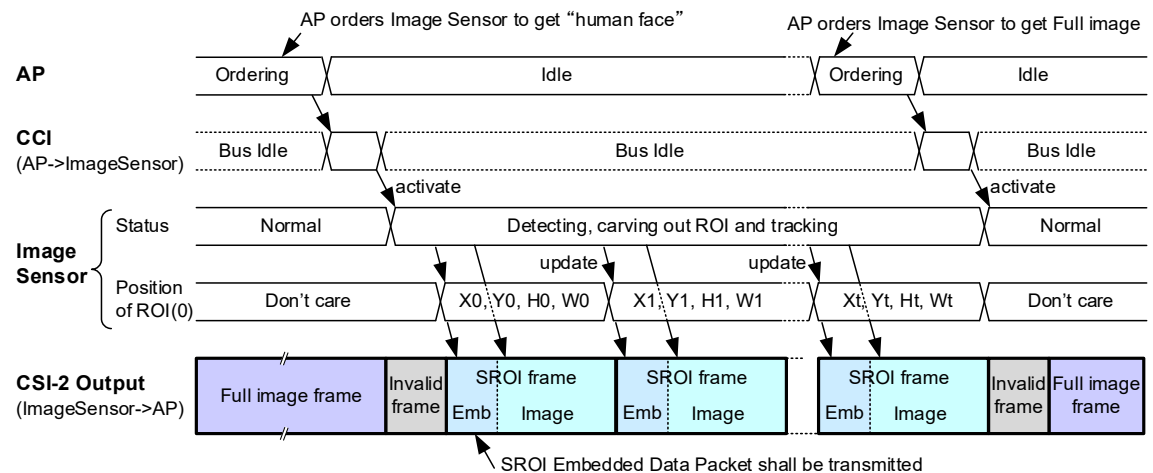 AP orders Image Sensor to get “human face”
AP orders Image Sensor to get Full image
AP
Ordering
Idle
Ordering
Idle
CCI
(AP->ImageSensor)
Bus Idle
Bus Idle
Bus Idle
activate
activate
Image
Sensor
Status
Normal
Detecting, carving out ROI and tracking
Normal
update
update
Position
of ROI(0)
Don’t care
X0, Y0, H0, W0
X1, Y1, H1, W1
Xt, Yt, Ht, Wt
Don’t care
CSI-2 Output
(ImageSensor->AP)
Full image frame
Invalid
frame
SROI frame
Emb
Image
SROI frame
Emb
Image
SROI frame
Emb
Image
Invalid
frame
Full image
frame
SROI Embedded Data Packet shall be transmitted